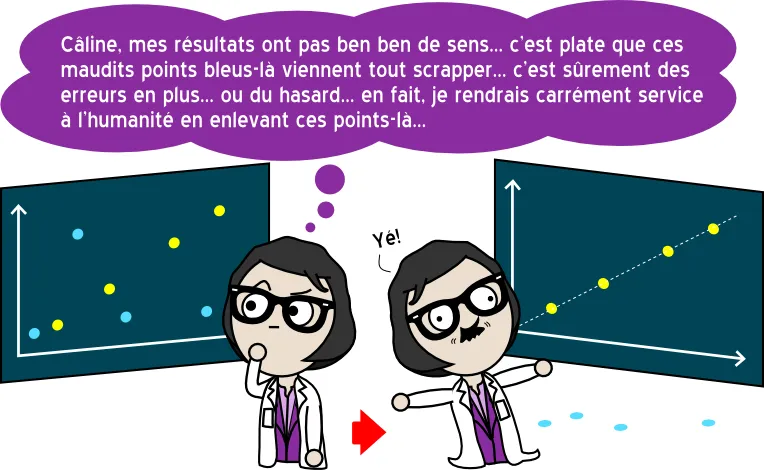 Câline, mes résultats ont pas ben ben de sens... c'est plate que ces
maudits points bleus-là viennent tout scrapper... c'est sûrement des
erreurs en plus... ou du hasard... en fait, je rendrais carrément service
à l'humanité en enlevant ces points-là...
Yé!